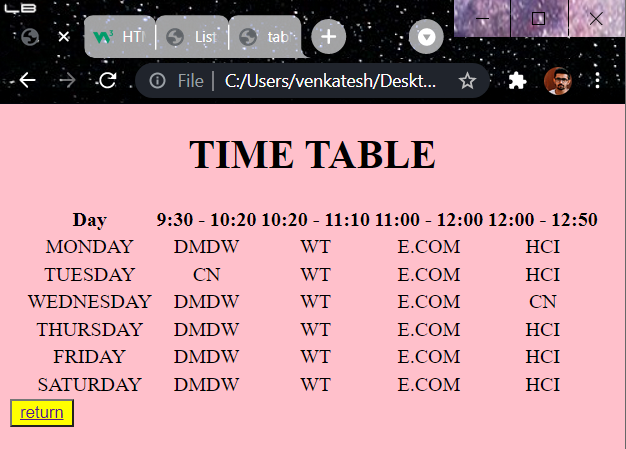 HTI
List
tab
File
C:/Users/venkatesh/Deskt...
TIME TABLE
Day 9:30 - 10:20 10:20 - 11:10 11:00 - 12:00 12:00 - 12:50
MONDAY DMDW WT E.COM HCI
TUESDAY CN WT E.COM HCI
WEDNESDAY DMDW WT E.COM CN
THURSDAY DMDW WT E.COM HCI
FRIDAY DMDW WT E.COM HCI
SATURDAY DMDW WT E.COM HCI
return